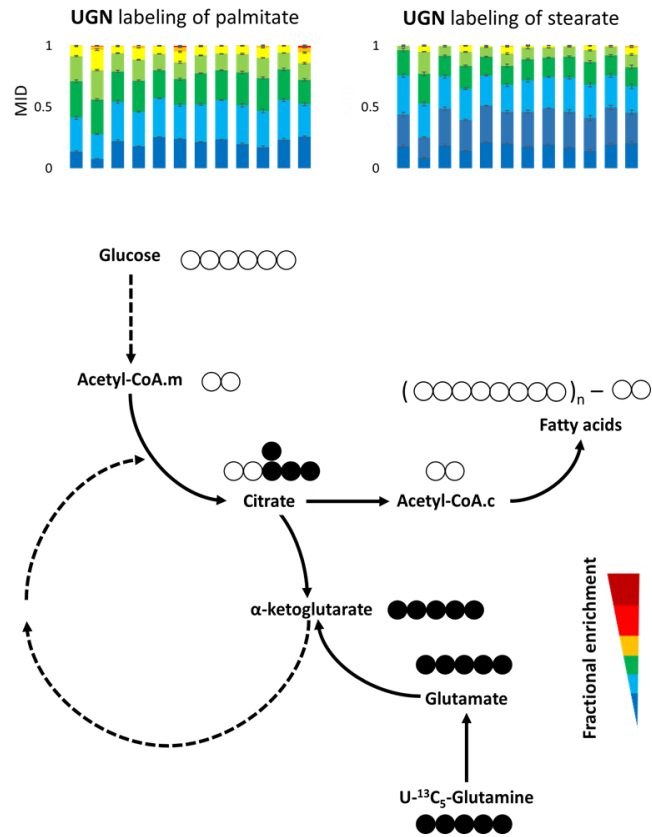 UGN labeling of palmitate
UGN labeling of stearate
MID
1
0.5
0
1
0.5
0
Glucose
Acetyl-CoA.m
( )n –
Fatty acids
Citrate
Acetyl-CoA.c
α-ketoglutarate
Glutamate
U-¹³C₅-Glutamine
Fractional enrichment